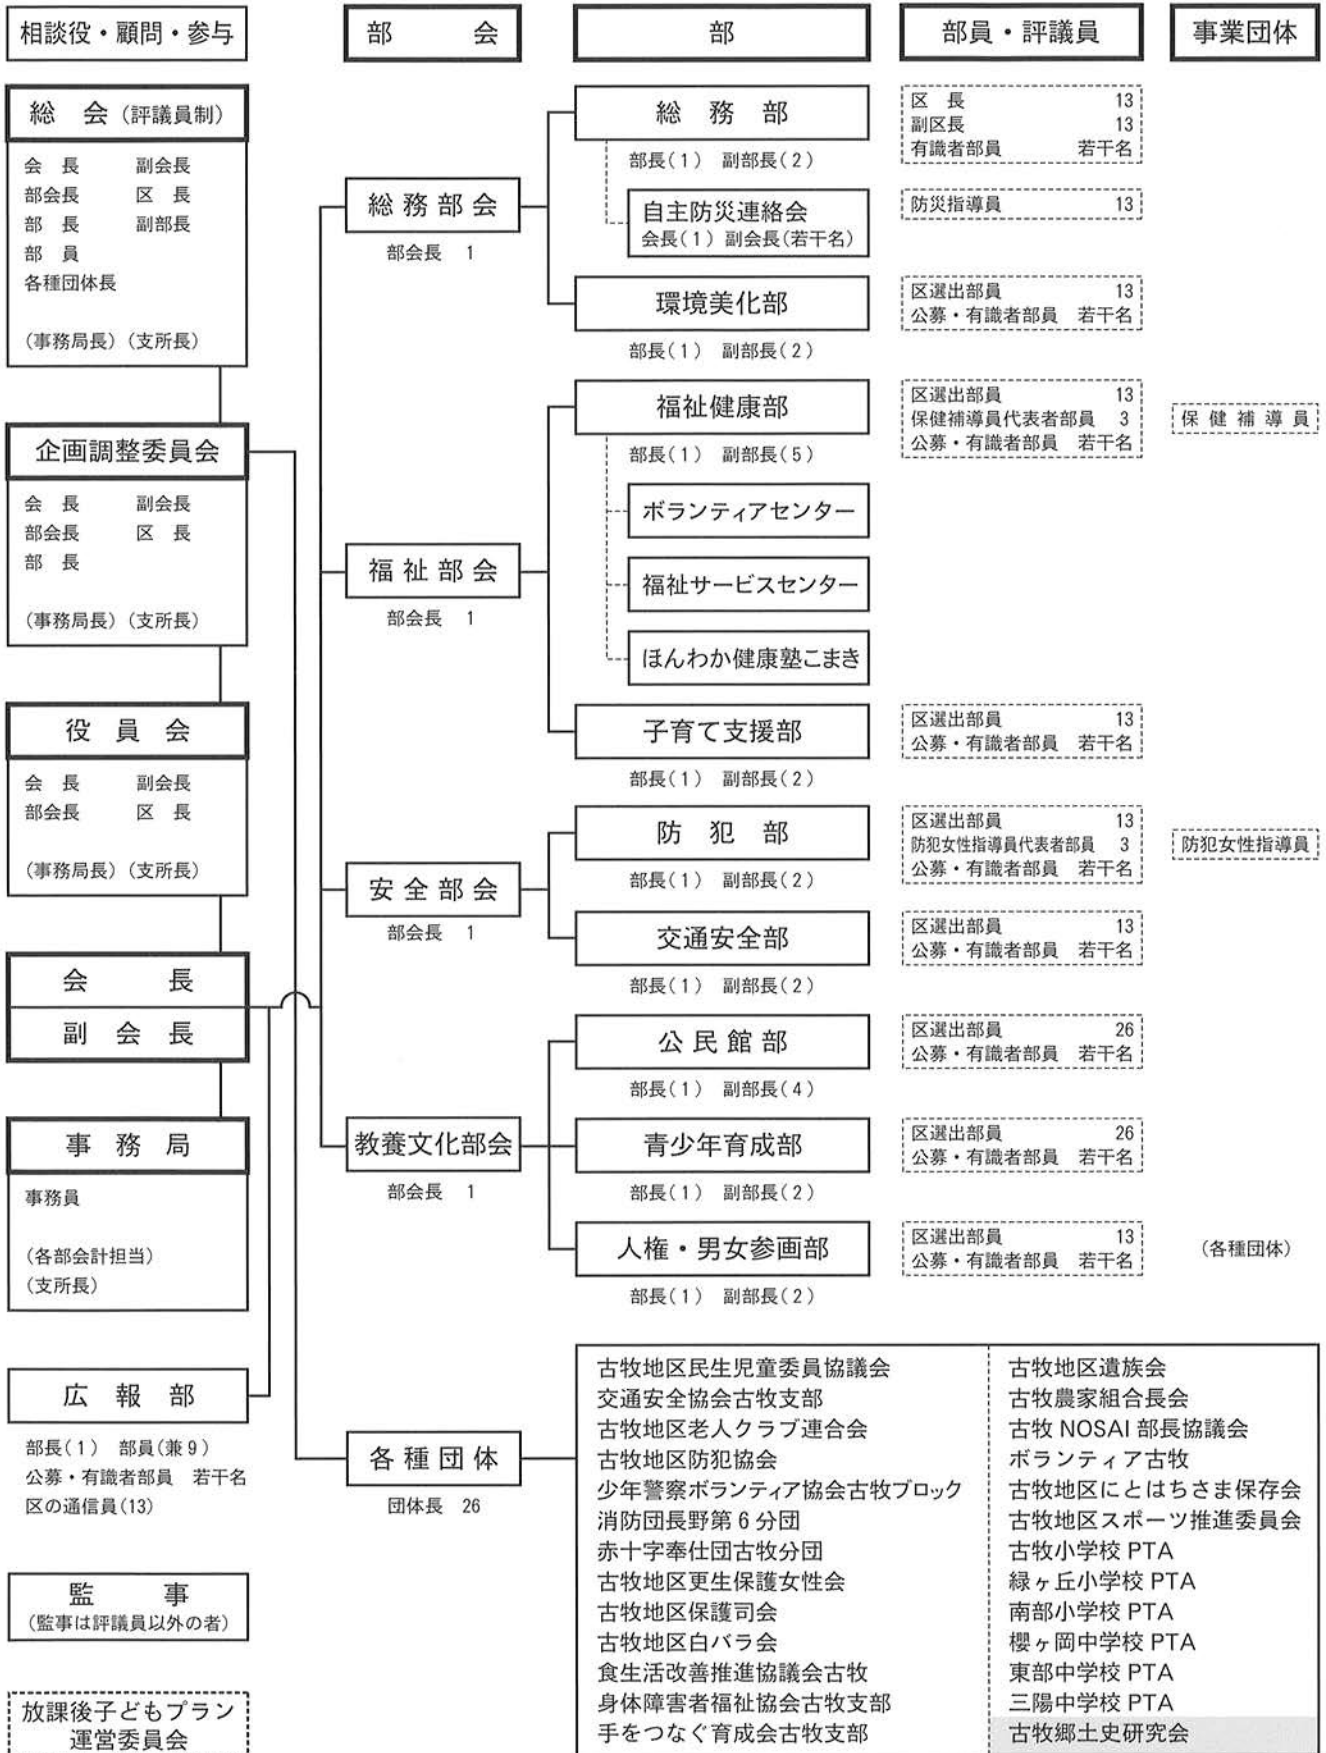 相談役・顧問・参与
総　会（評議員制）
会　長　副会長
部会長　区　長
部　長　副部長
部　員
各種団体長
（事務局長）（支所長）
企画調整委員会
会　長　副会長
部会長　区　長
部　長
（事務局長）（支所長）
役　員　会
会　長　副会長
部会長　区　長
（事務局長）（支所長）
会　長
副　会　長
事　務　局
事務員
（各部会計担当）
（支所長）
広　報　部
部長(1)　部員(兼9)
公募・有識者部員　若干名
区の通信員(13)
監　事
（監事は評議員以外の者）
放課後子どもプラン
運営委員会
部　会
総務部会
部会長　1
福祉部会
部会長　1
安全部会
部会長　1
教養文化部会
部会長　1
各種団体
団体長　26
部
総　務　部
部長(1)　副部長(2)
自主防災連絡会
会長(1)　副会長(若干名)
環境美化部
部長(1)　副部長(2)
福祉健康部
部長(1)　副部長(5)
ボランティアセンター
福祉サービスセンター
ほんわか健康塾こまき
子育て支援部
部長(1)　副部長(2)
防　犯　部
部長(1)　副部長(2)
交通安全部
部長(1)　副部長(2)
公民館部
部長(1)　副部長(4)
青少年育成部
部長(1)　副部長(2)
人権・男女参画部
部長(1)　副部長(2)
部員・評議員
区　長　13
副区長　13
有識者部員　若干名
防災指導員　13
区選出部員　13
公募・有識者部員　若干名
区選出部員　13
保健補導員代表者部員　3
公募・有識者部員　若干名
区選出部員　13
公募・有識者部員　若干名
区選出部員　13
防犯女性指導員代表者部員　3
公募・有識者部員　若干名
区選出部員　13
公募・有識者部員　若干名
区選出部員　26
公募・有識者部員　若干名
区選出部員　26
公募・有識者部員　若干名
区選出部員　13
公募・有識者部員　若干名
事業団体
保健補導員
防犯女性指導員
（各種団体）
古牧地区民生児童委員協議会
交通安全協会古牧支部
古牧地区老人クラブ連合会
古牧地区防犯協会
少年警察ボランティア協会古牧ブロック
消防団長野第6分団
赤十字奉仕団古牧分団
古牧地区更生保護女性会
古牧地区保護司会
古牧地区白バラ会
食生活改善推進協議会古牧
身体障害者福祉協会古牧支部
手をつなぐ育成会古牧支部
古牧地区遺族会
古牧農家組合長会
古牧 NOSAI 部長協議会
ボランティア古牧
古牧地区にとはちさま保存会
古牧地区スポーツ推進委員会
古牧小学校 PTA
緑ヶ丘小学校 PTA
南部小学校 PTA
櫻ヶ岡中学校 PTA
東部中学校 PTA
三陽中学校 PTA
古牧郷土史研究会